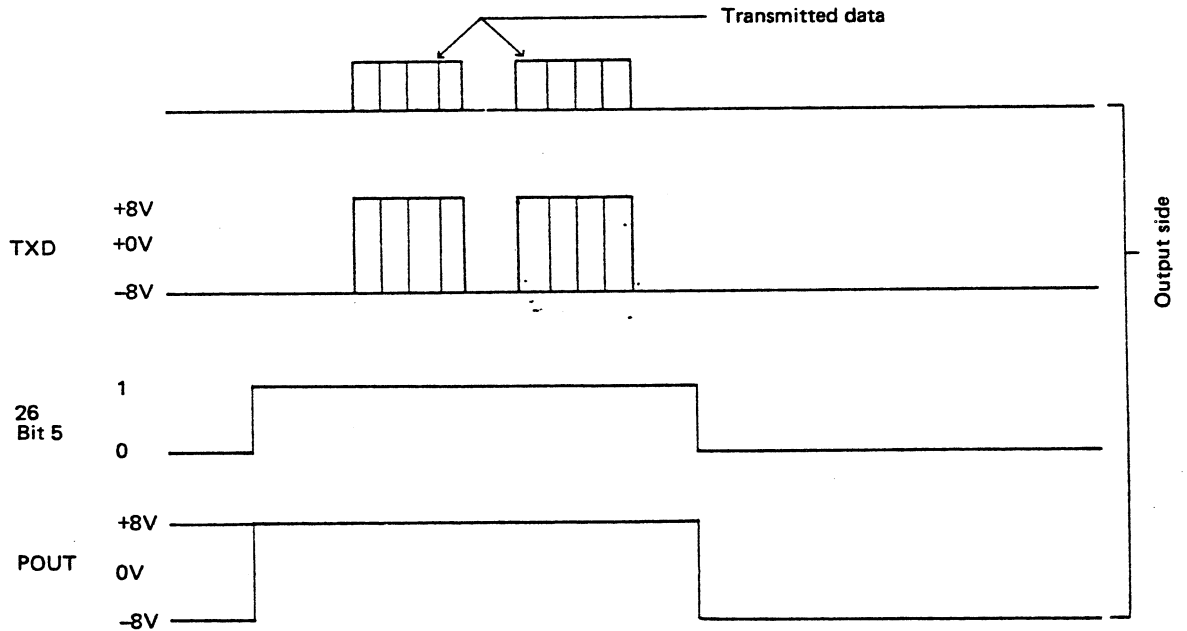 Transmitted data
+8V
TXD
+0V
–8V
Output side
1
26
Bit 5
0
+8V
POUT
0V
–8V